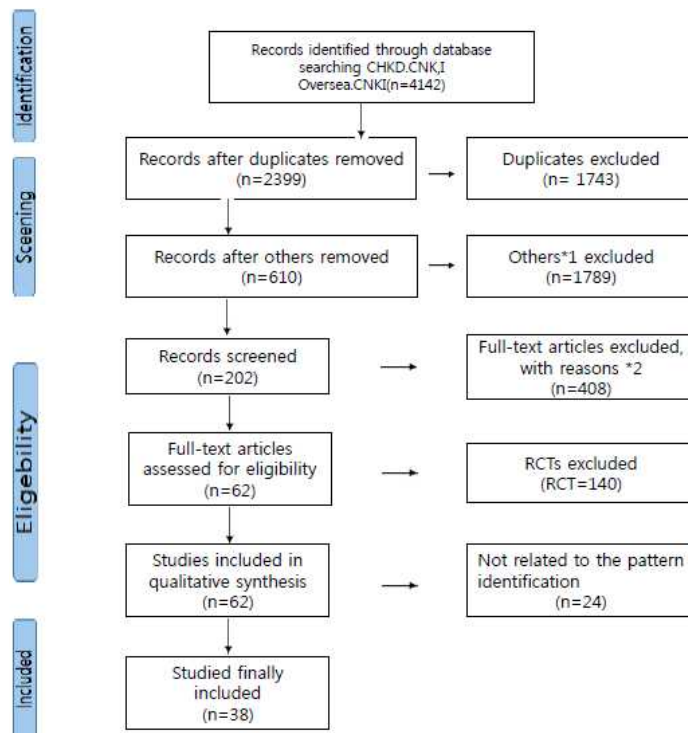 Identification
Records identified through database
searching CHKD.CNK,I
Oversea.CNKI(n=4142)
Sceening
Records after duplicates removed
(n=2399)
Duplicates excluded
(n= 1743)
Records after others removed
(n=610)
Others*1 excluded
(n=1789)
Eligebility
Records screened
(n=202)
Full-text articles excluded,
with reasons *2
(n=408)
Full-text articles
assessed for eligibility
(n=62)
RCTs excluded
(RCT=140)
Studies included in
qualitative synthesis
(n=62)
Not related to the pattern
identification
(n=24)
Included
Studied finally
included
(n=38)